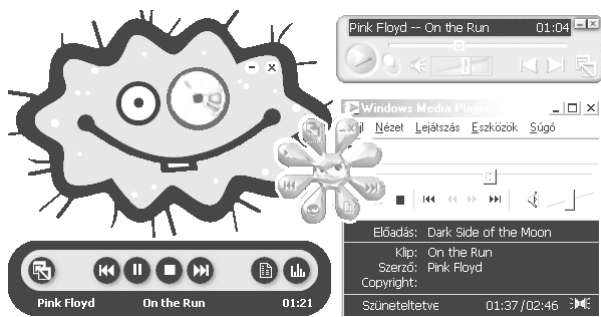 Pink Floyd -- On the Run 01:04
Windows Media Player
Fájl Nézet Lejátszás Eszközök Súgó
Előadás: Dark Side of the Moon
Klip: On the Run
Szerző: Pink Floyd
Copyright:
Szüneteltetve 01:37/02:46
Pink Floyd On the Run 01:21